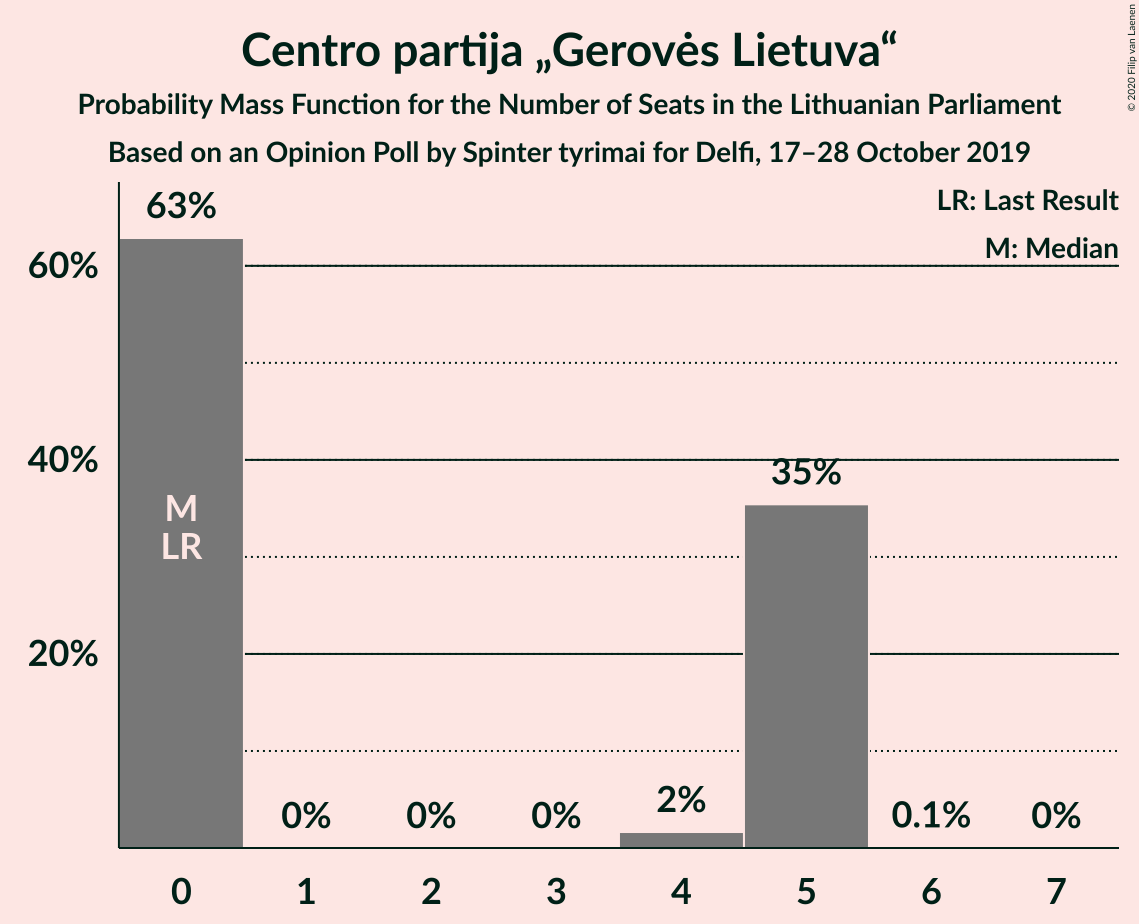 Centro partija „Gerovės Lietuva“
Probability Mass Function for the Number of Seats in the Lithuanian Parliament
Based on an Opinion Poll by Spinter tyrimai for Delfi, 17–28 October 2019
© 2020 Filip van Laenen
LR: Last Result
M: Median
63%
60%
40%
35%
M
LR
20%
0%
0%
0%
2%
0.1%
0%
0
1
2
3
4
5
6
7